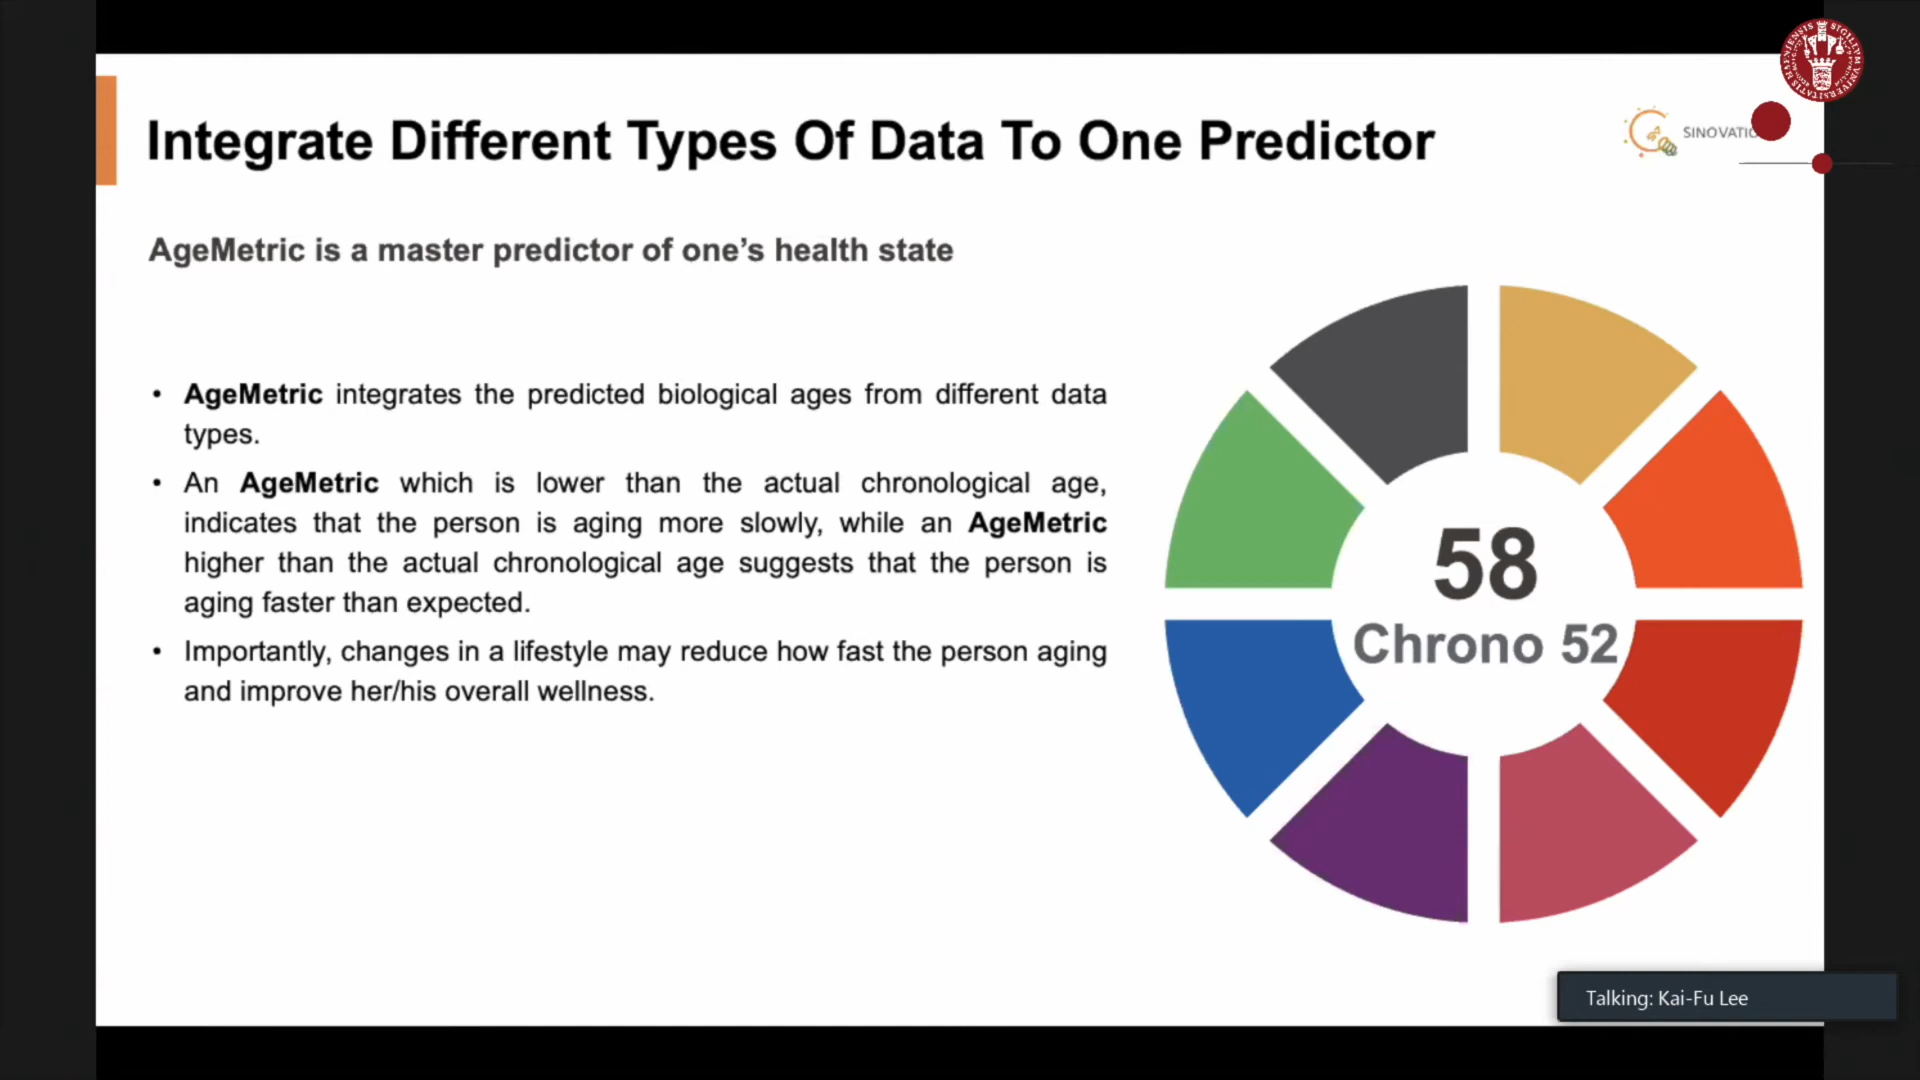 Integrate Different Types Of Data To One Predictor
SINOVATIO
AgeMetric is a master predictor of one’s health state
• AgeMetric integrates the predicted biological ages from different data
types.
• An AgeMetric which is lower than the actual chronological age,
indicates that the person is aging more slowly, while an AgeMetric
higher than the actual chronological age suggests that the person is
aging faster than expected.
• Importantly, changes in a lifestyle may reduce how fast the person aging
and improve her/his overall wellness.
58
Chrono 52
Talking: Kai-Fu Lee